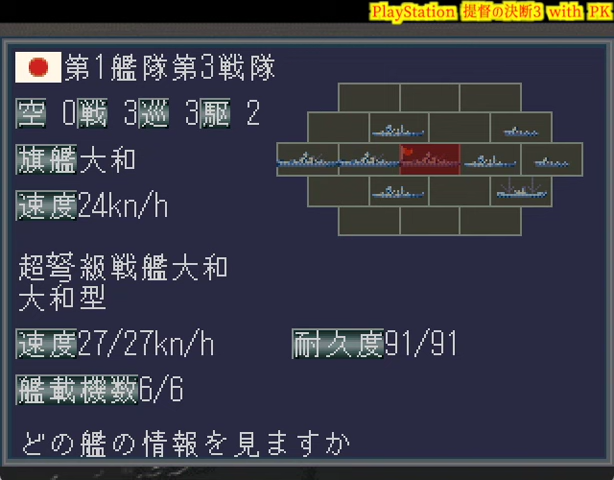 PlayStation 提督の決断3 with PK
第1艦隊第3戦隊
空 0戦 3巡 3駆 2
旗艦大和
速度24kn/h
超弩級戦艦大和
大和型
速度27/27kn/h 耐久度91/91
艦載機数6/6
どの艦の情報を見ますか